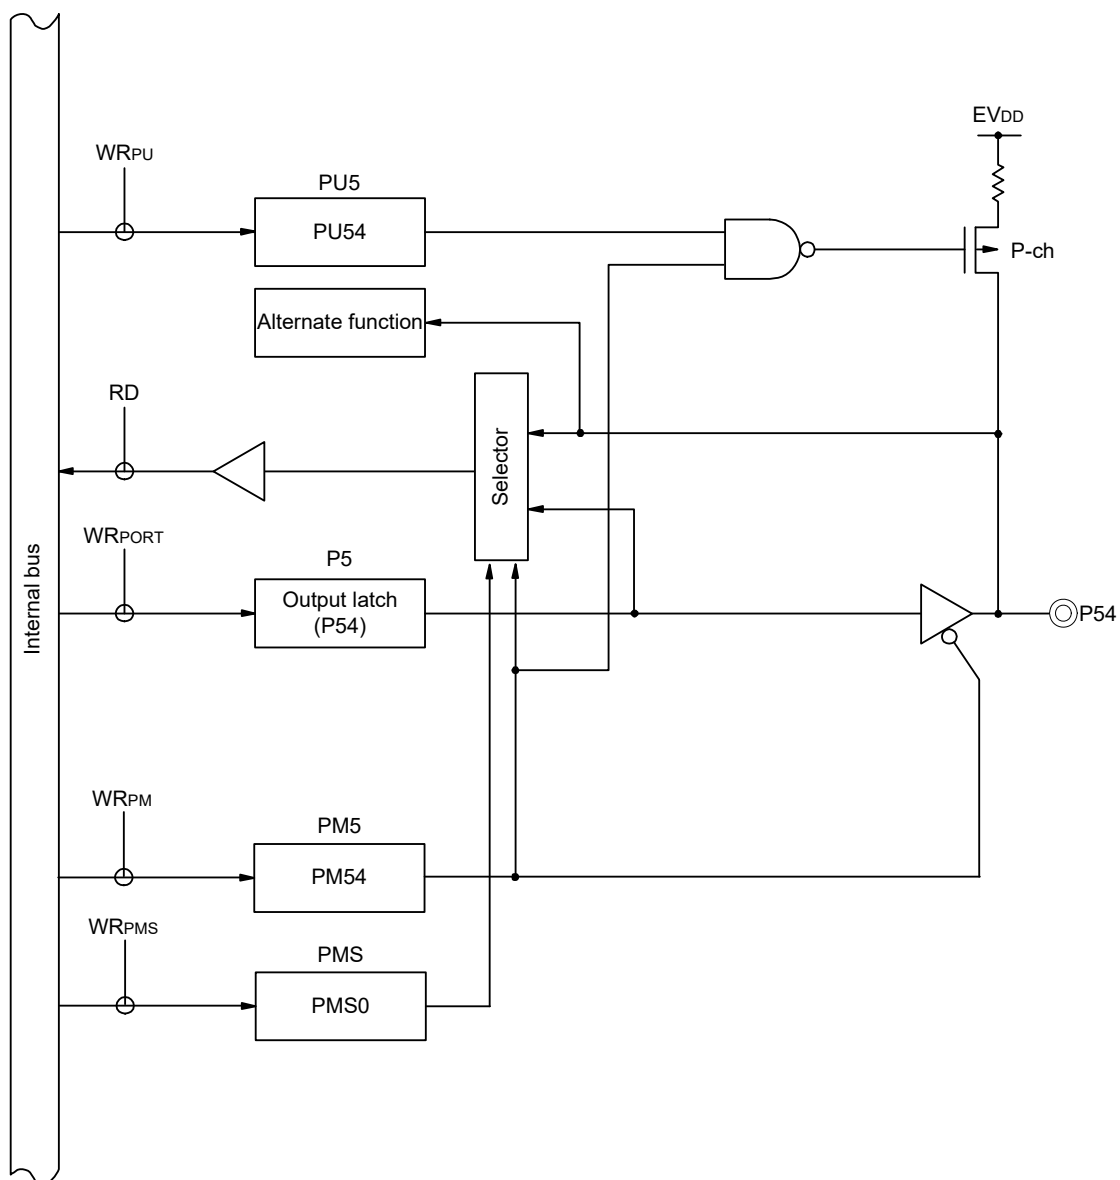 EVDD
WRPU
PU5
PU54
P-ch
Alternate function
RD
Selector
WRPORT
P5
Output latch
(P54)
P54
Internal bus
WRPM
PM5
PM54
WRPMS
PMS
PMS0